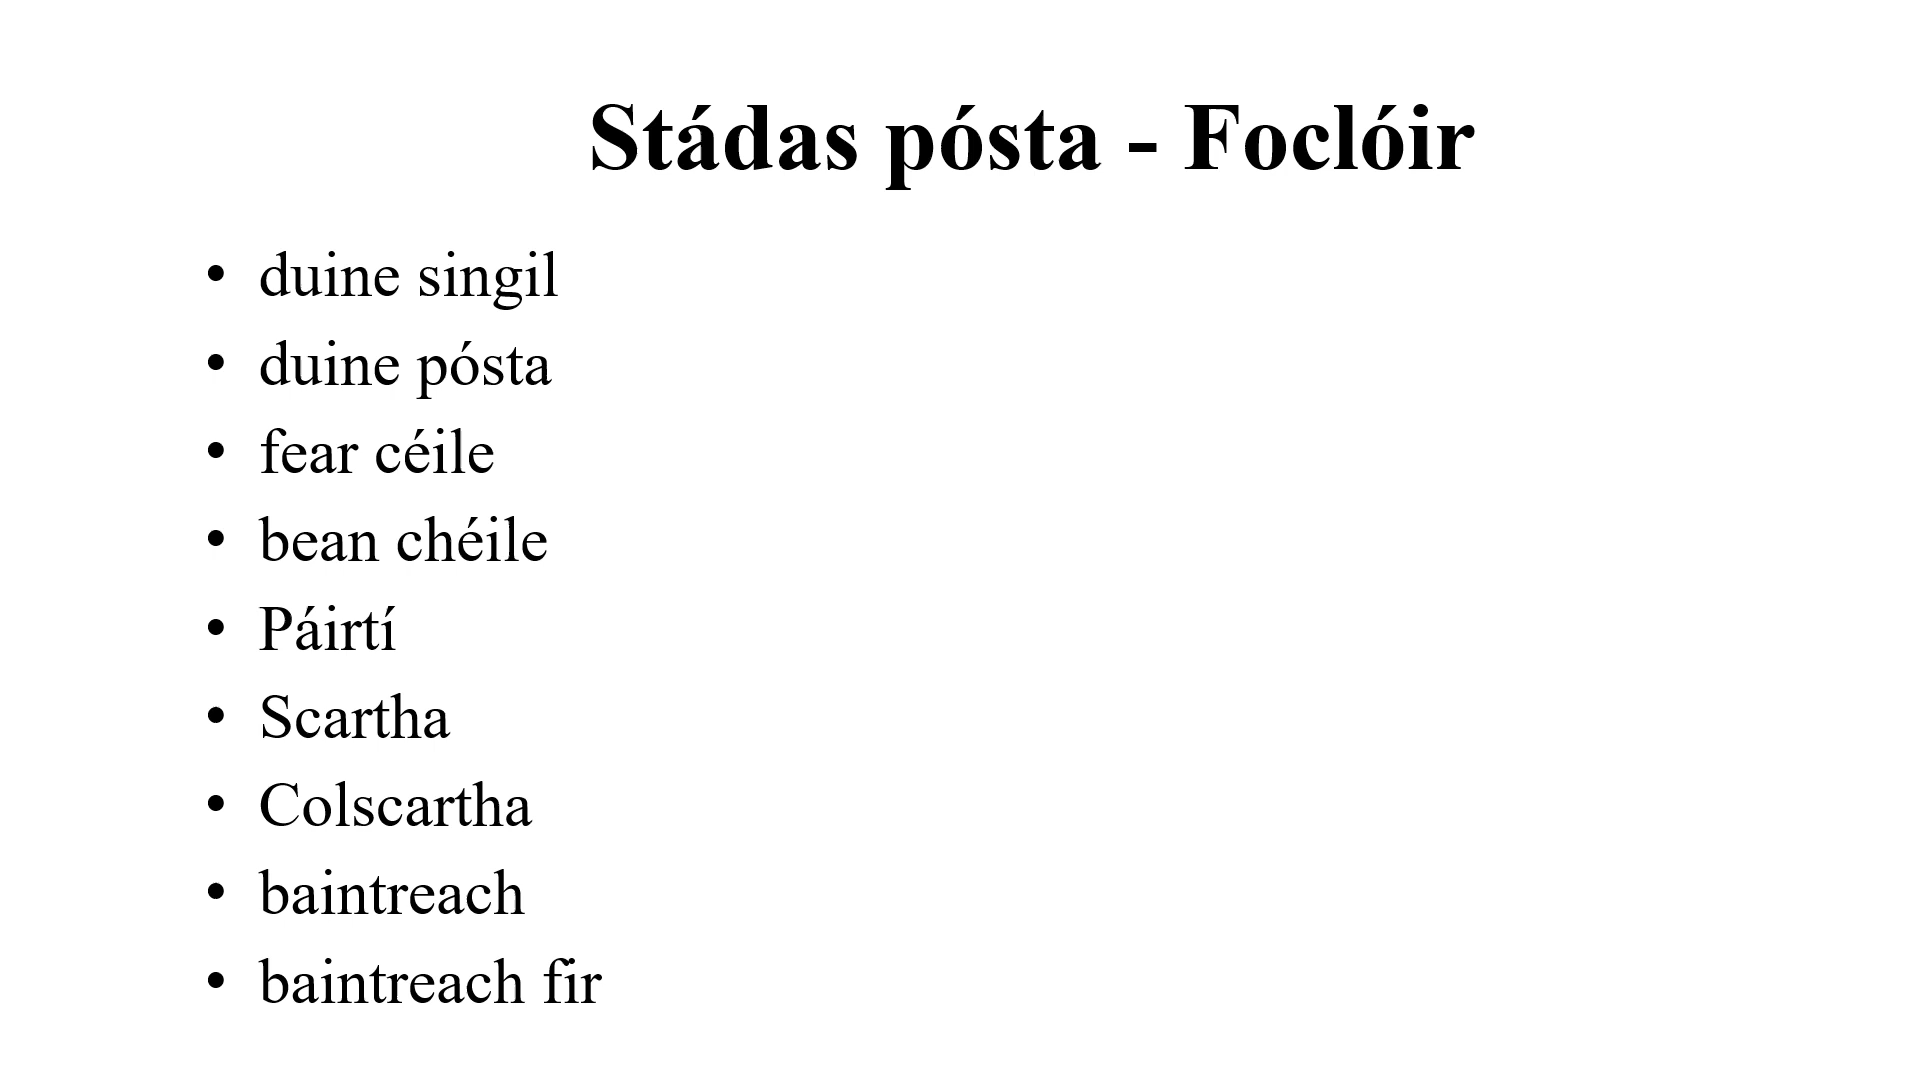 Stádas pósta - Foclóir
• duine singil
• duine pósta
• fear céile
• bean chéile
• Páirtí
• Scartha
• Colscartha
• baintreach
• baintreach fir